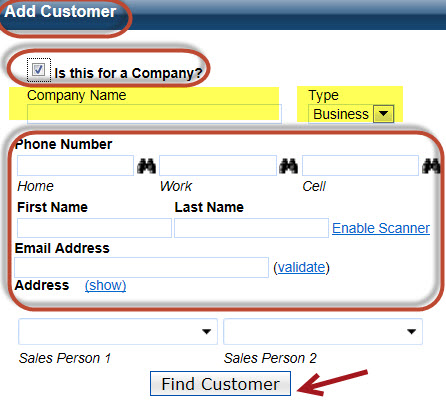 Add Customer
Is this for a Company?
Company Name Type
Business
Phone Number
Home Work Cell
First Name Last Name
Enable Scanner
Email Address
(validate)
Address (show)
Sales Person 1 Sales Person 2
Find Customer